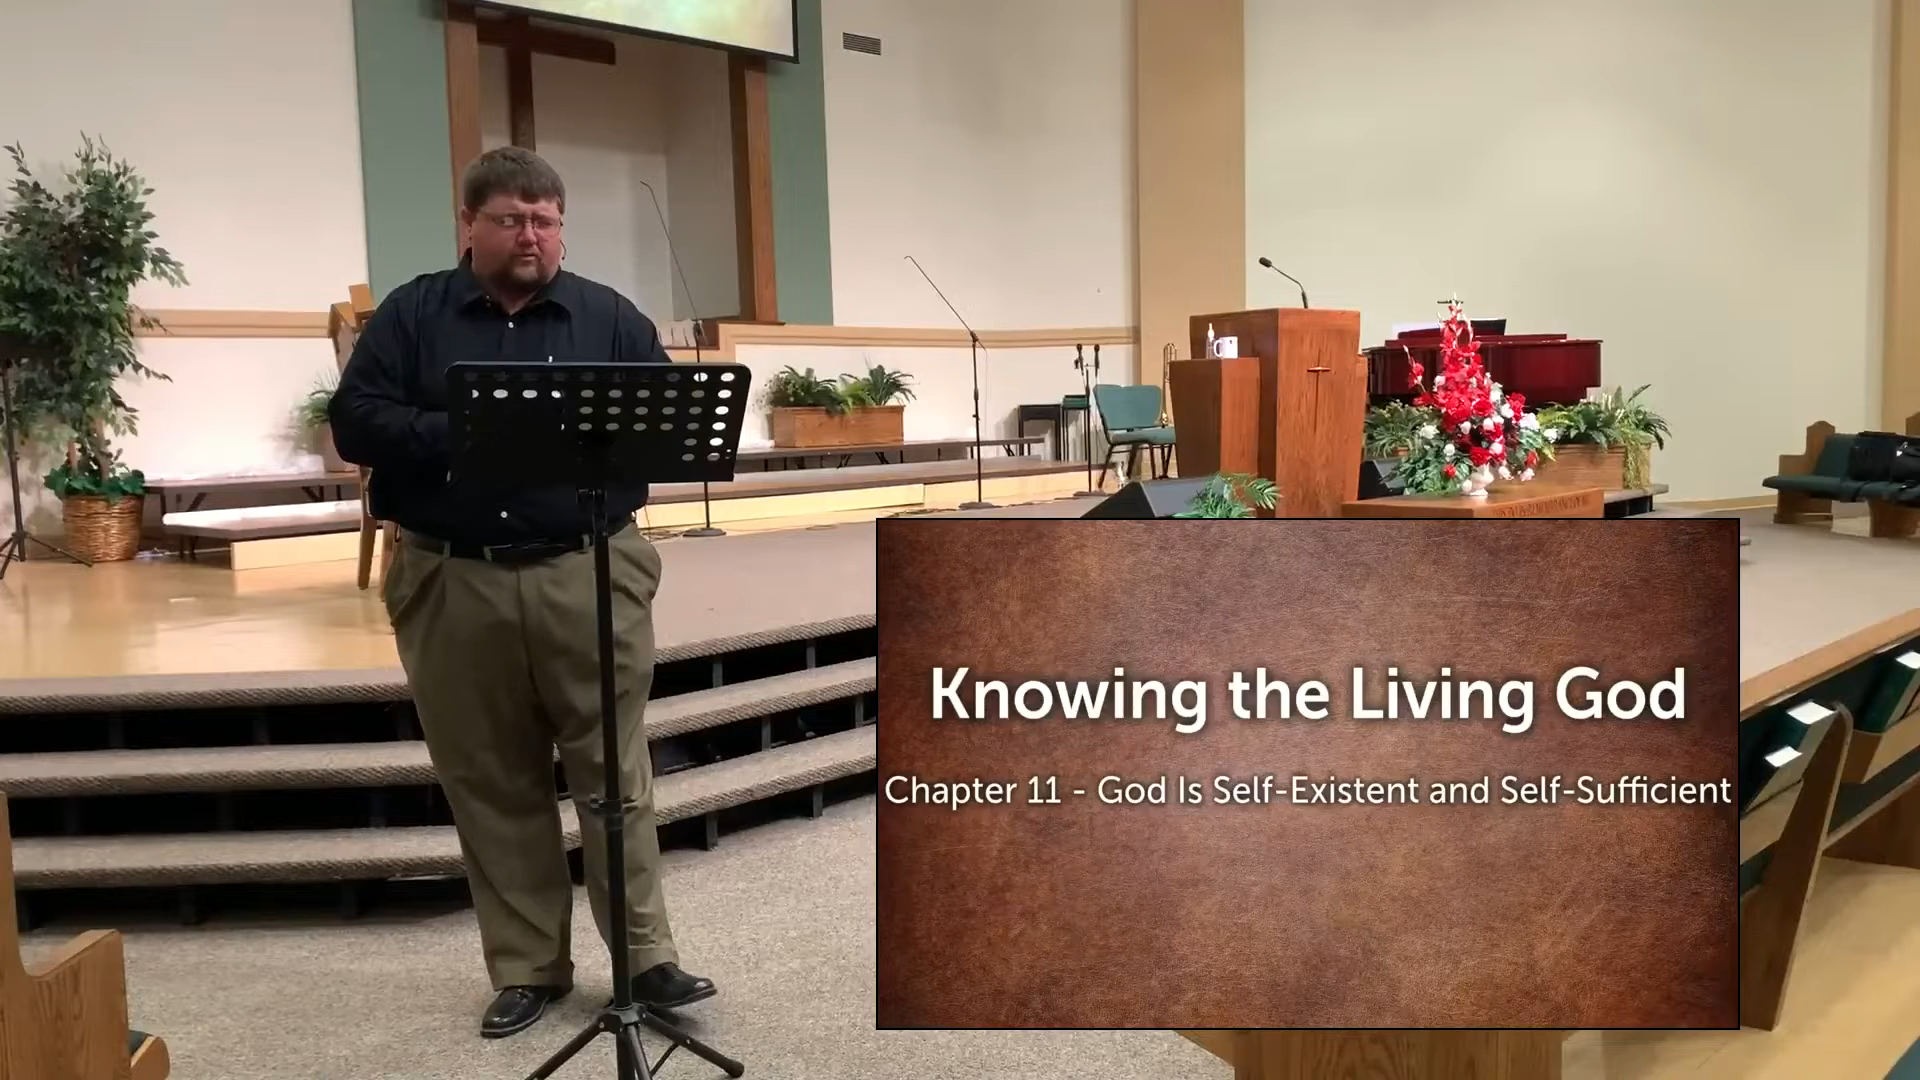 Knowing the Living God
Chapter 11 - God Is Self-Existent and Self-Sufficient